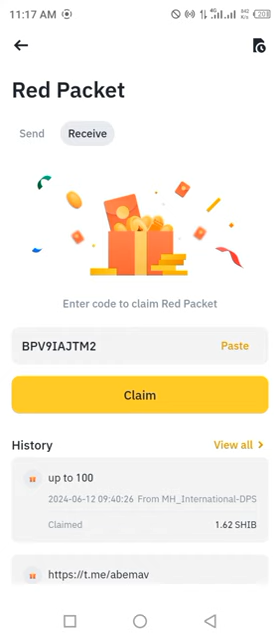 11:17 AM
Red Packet
Send
Receive
Enter code to claim Red Packet
BPV9IAJTM2
Paste
Claim
History
View all
up to 100
2024-06-12 09:40:26 From MH_International-DPS
Claimed
1.62 SHIB
https://t.me/abemav